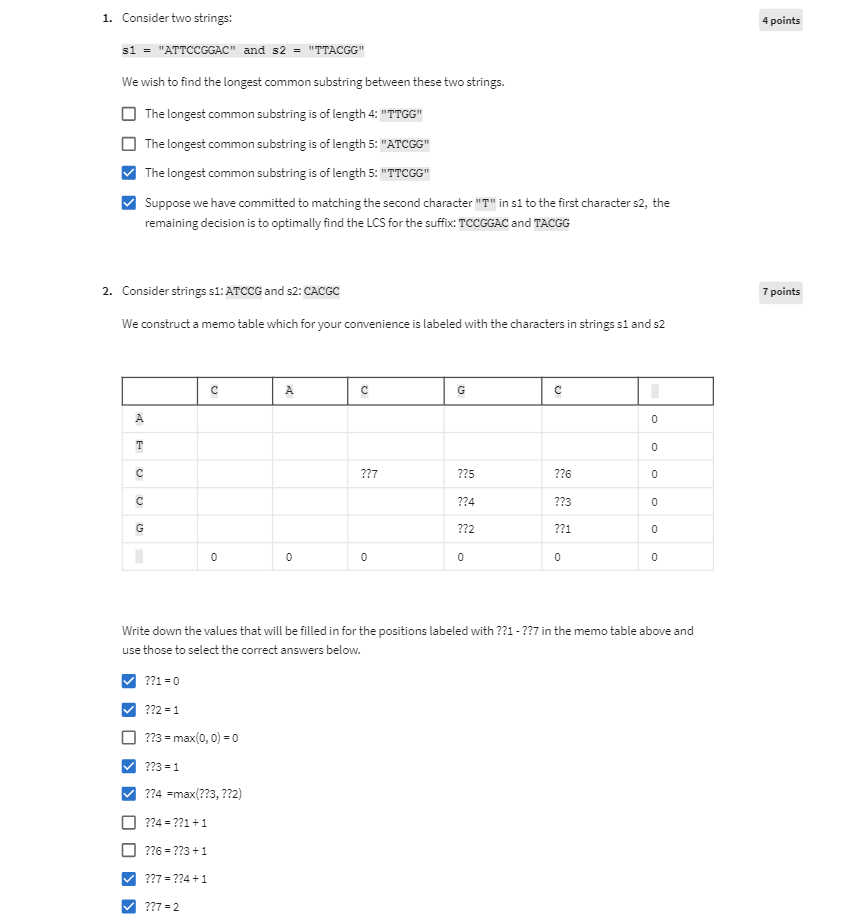 1. Consider two strings: 4 points
s1 = "ATTCCGGAC" and s2 = "TTACGG"
We wish to find the longest common substring between these two strings.
The longest common substring is of length 4: "TTGG"
The longest common substring is of length 5: "ATCGG"
The longest common substring is of length 5: "TTCGG"
Suppose we have committed to matching the second character "T" in s1 to the first character s2, the
remaining decision is to optimally find the LCS for the suffix: TCCGGAC and TACGG
2. Consider strings s1: ATCCG and s2: CACGC 7 points
We construct a memo table which for your convenience is labeled with the characters in strings s1 and s2
C A C G C
A 0
T 0
C ??7 ??5 ??6 0
C ??4 ??3 0
G ??2 ??1 0
0 0 0 0 0 0
Write down the values that will be filled in for the positions labeled with ??1 - ??7 in the memo table above and
use those to select the correct answers below.
??1 = 0
??2 = 1
??3 = max(0, 0) = 0
??3 = 1
??4 =max(??3, ??2)
??4 = ??1 + 1
??6 = ??3 + 1
??7 = ??4 + 1
??7 = 2